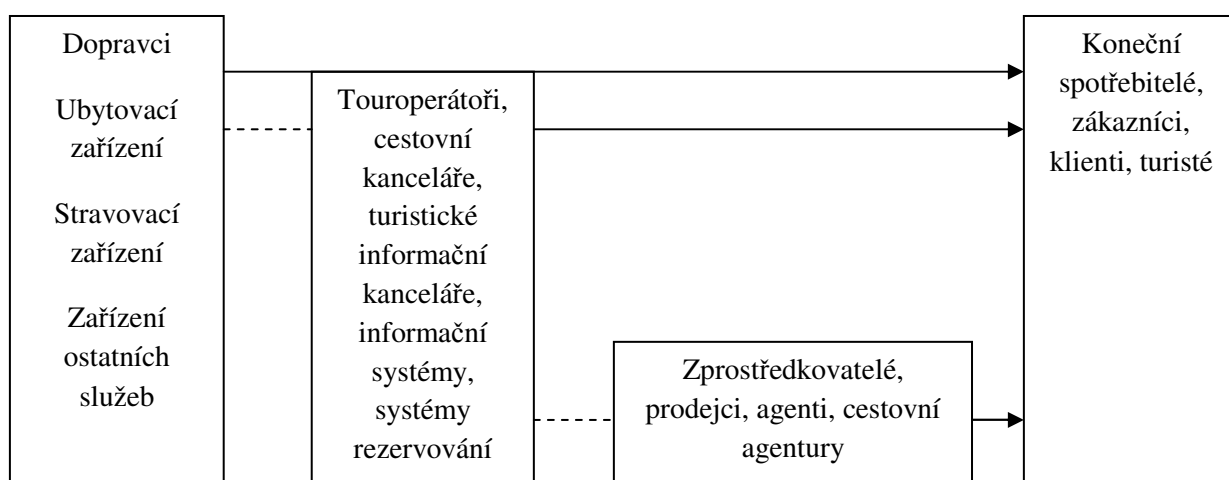 Dopravci
Ubytovací
zařízení
Stravovací
zařízení
Zařízení
ostatních
služeb
Touroperátoři,
cestovní
kanceláře,
turistické
informační
kanceláře,
informační
systémy,
systémy
rezervování
Zprostředkovatelé,
prodejci, agenti, cestovní
agentury
Koneční
spotřebitelé,
zákazníci,
klienti, turisté